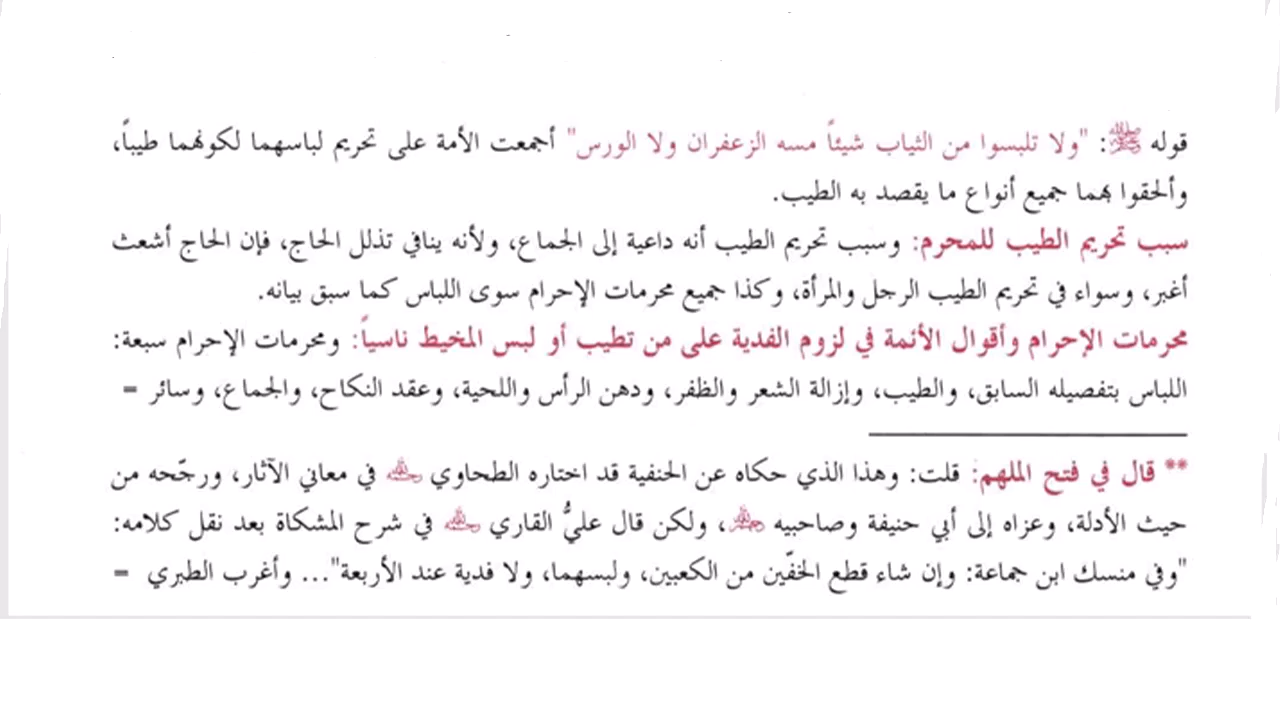 قوله ﷺ: "ولا تلبسوا من الثياب شيئاً مسه الزعفران ولا الورس" أجمعت الأمة على تحريم لباسهما لكونهما طيباً،
وألحقوا بهما جميع أنواع ما يقصد به الطيب.
سبب تحريم الطيب للمحرم: وسبب تحريم الطيب أنه داعية إلى الجماع، ولأنه ينافي تذلل الحاج، فإن الحاج أشعث
أغبر، وسواء في تحريم الطيب الرجل والمرأة، وكذا جميع محرمات الإحرام سوى اللباس كما سبق بيانه.
محرمات الإحرام وأقوال الأئمة في لزوم الفدية على من تطيب أو لبس المخيط ناسياً: ومحرمات الإحرام سبعة:
اللباس بتفصيله السابق، والطيب، وإزالة الشعر والظفر، ودهن الرأس واللحية، وعقد النكاح، والجماع، وسائر =
** قال في فتح الملهم: قلت: وهذا الذي حكاه عن الحنفية قد اختاره الطحاوي في معاني الآثار، ورجّحه من
حيث الأدلة، وعزاه إلى أبي حنيفة وصاحبيه ، ولكن قال عليُّ القاري في شرح المشكاة بعد نقل كلامه:
"وفي منسك ابن جماعة: وإن شاء قطع الخفّين من الكعبين، ولبسهما، ولا فدية عند الأربعة"... وأغرب الطبري =